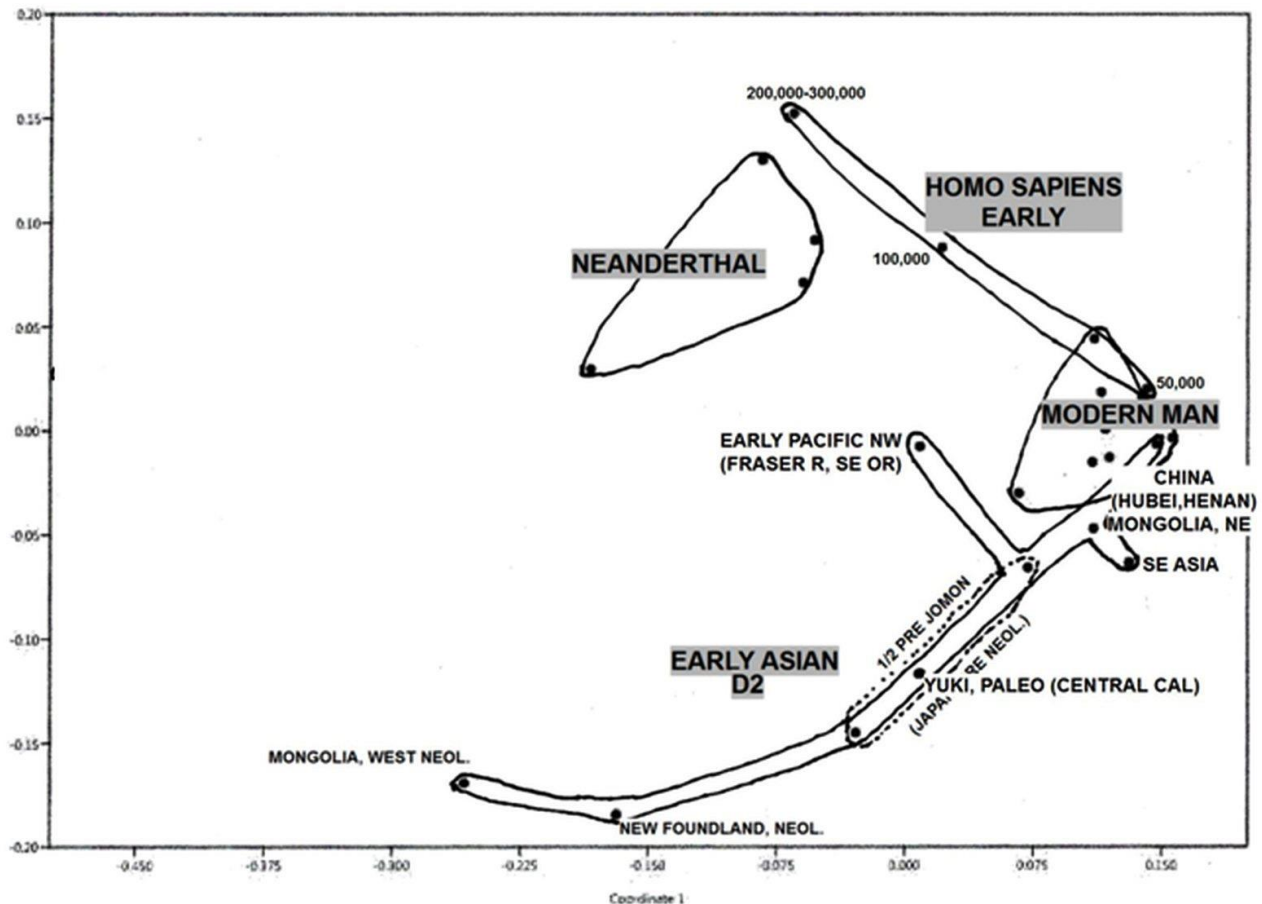 0.20
200,000-300,000
0.15
HOMO SAPIENS
EARLY
0.10
NEANDERTHAL
100,000
0.05
50,000
MODERN MAN
0.00
EARLY PACIFIC NW
(FRASER R, SE OR)
CHINA
(HUBEI,HENAN)
MONGOLIA, NE
-0.05
SE ASIA
1/2 PRE JOMON
-0.10
EARLY ASIAN
D2
YUKI, PALEO (CENTRAL CAL)
RE NEOL.)
(JAPA
-0.15
MONGOLIA, WEST NEOL.
NEW FOUNDLAND, NEOL.
-0.20
-0.450 -0.375 -0.300 -0.225 -0.150 -0.075 0.000 0.075 0.150
Coordinate 1